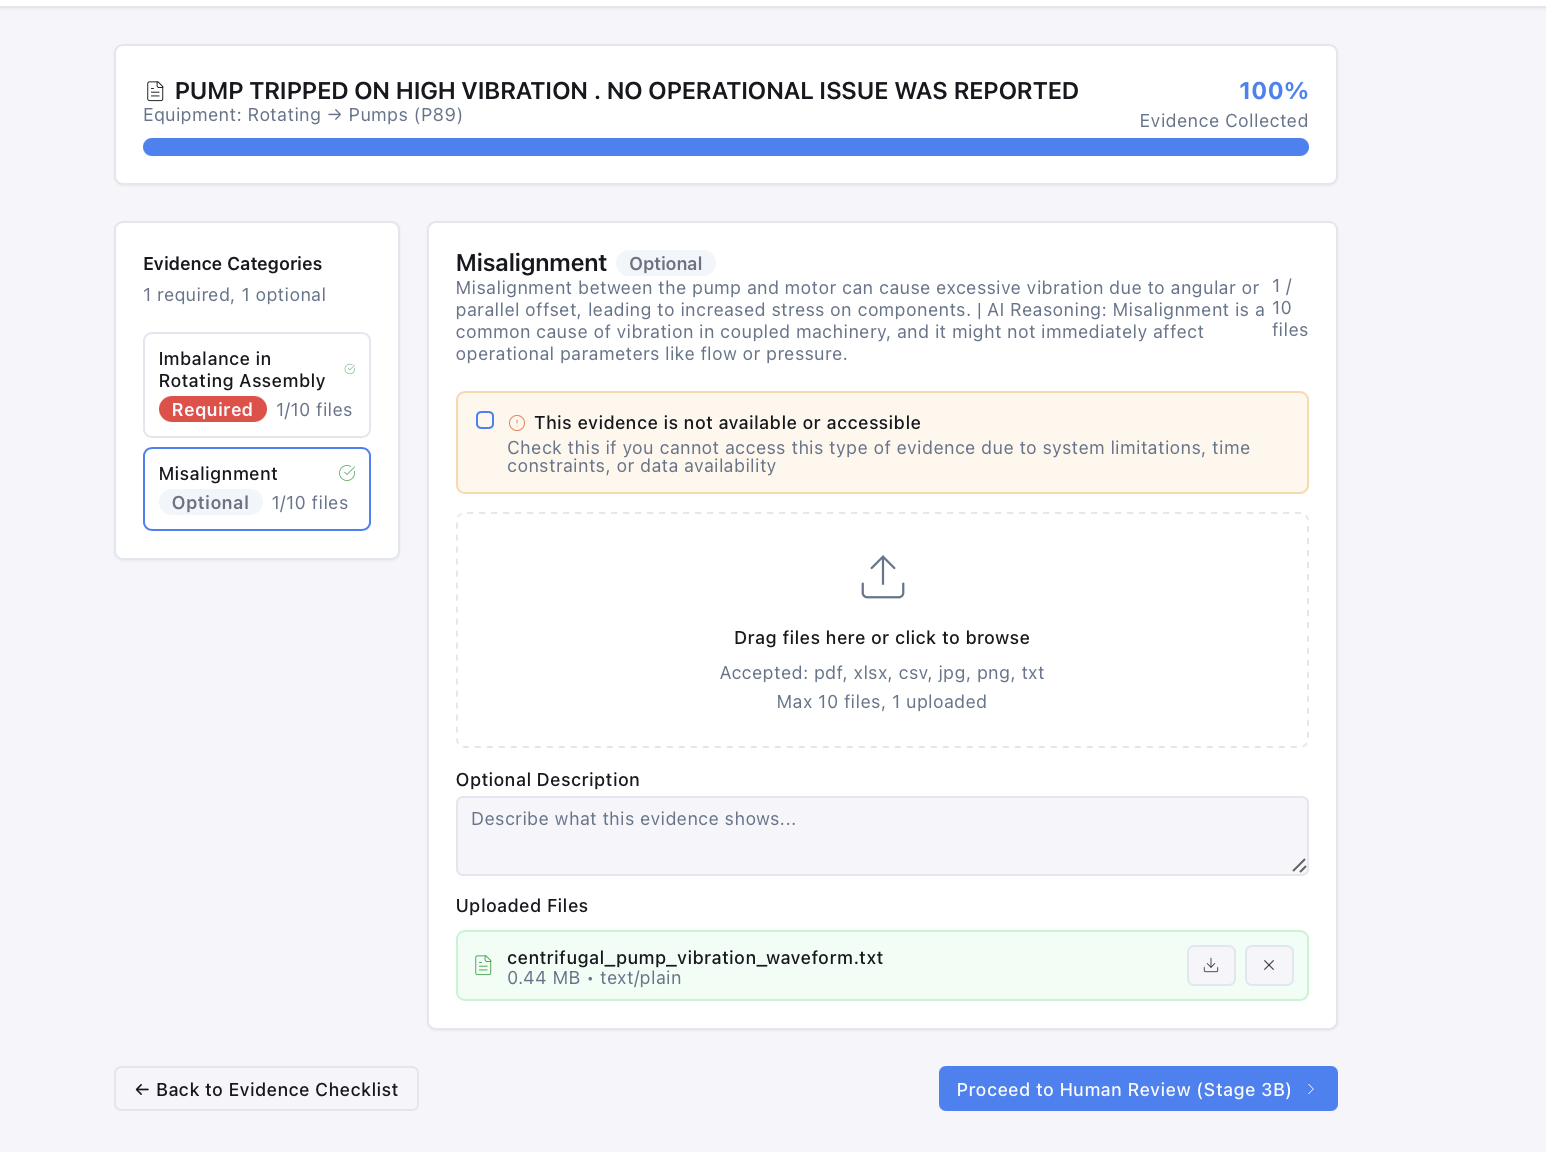 PUMP TRIPPED ON HIGH VIBRATION . NO OPERATIONAL ISSUE WAS REPORTED
Equipment: Rotating → Pumps (P89)
100%
Evidence Collected
Evidence Categories
1 required, 1 optional
Imbalance in
Rotating Assembly
Required 1/10 files
Misalignment
Optional 1/10 files
Misalignment Optional
Misalignment between the pump and motor can cause excessive vibration due to angular or
parallel offset, leading to increased stress on components. | AI Reasoning: Misalignment is a
common cause of vibration in coupled machinery, and it might not immediately affect
operational parameters like flow or pressure.
1 /
10
files
This evidence is not available or accessible
Check this if you cannot access this type of evidence due to system limitations, time
constraints, or data availability
Drag files here or click to browse
Accepted: pdf, xlsx, csv, jpg, png, txt
Max 10 files, 1 uploaded
Optional Description
Describe what this evidence shows...
Uploaded Files
centrifugal_pump_vibration_waveform.txt
0.44 MB • text/plain
← Back to Evidence Checklist
Proceed to Human Review (Stage 3B)